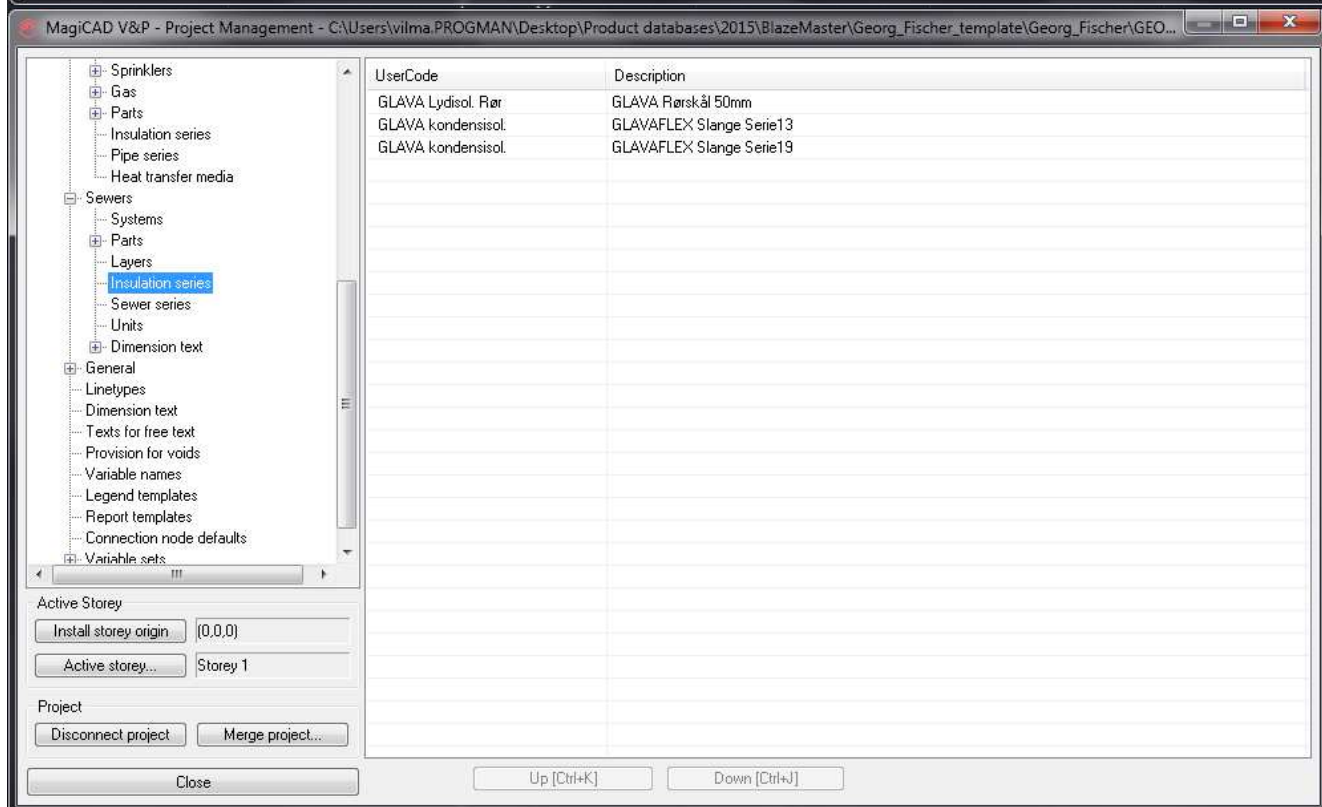 MagiCAD V&P - Project Management - C:\Users\vilma.PROGMAN\Desktop\Product databases\2015\BlazeMaster\Georg_Fischer_template\Georg_Fischer\GEO...
Sprinklers
Gas
Parts
Insulation series
Pipe series
Heat transfer media
Sewers
Systems
Parts
Layers
Insulation series
Sewer series
Units
Dimension text
General
Linetypes
Dimension text
Texts for free text
Provision for voids
Variable names
Legend templates
Report templates
Connection node defaults
Variable sets
Active Storey
Install storey origin (0,0,0)
Active storey... Storey 1
Project
Disconnect project Merge project...
Close
UserCode Description
GLAVA Lydisol. Rør GLAVA Rørskål 50mm
GLAVA kondensisol. GLAVAFLEX Slange Serie13
GLAVA kondensisol. GLAVAFLEX Slange Serie19
Up [Ctrl+K] Down [Ctrl+J]